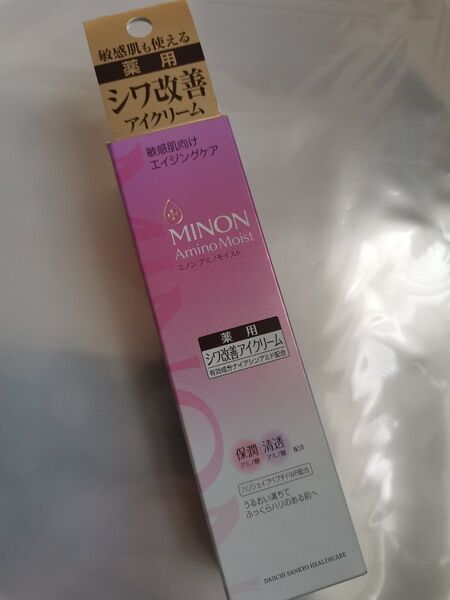 敏感肌も使える
薬用
シワ改善
アイクリーム
敏感肌向け
エイジングケア
MINON
Amino Moist
ミノン アミノモイスト
薬用
シワ改善アイクリーム
有効成分ナイアシンアミド配合
保潤 清透 配合
アミノ酸 アミノ酸
ハリシェイプペプチドWR配合
うるおい満ちて
ふっくらハリのある肌へ
DAIICHI SANKYO HEALTHCARE
MINON